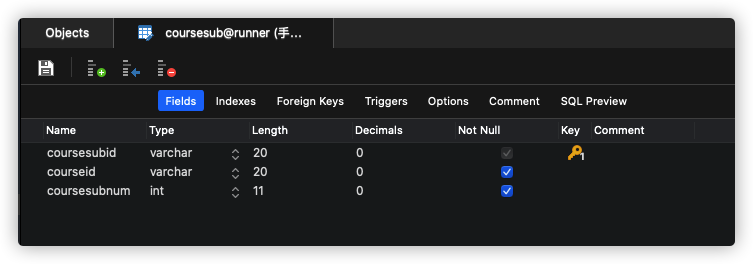 Objects coursesub@runner (手...
Fields Indexes Foreign Keys Triggers Options Comment SQL Preview
Name Type Length Decimals Not Null Key Comment
coursesubid varchar 20 0 1
courseid varchar 20 0
coursesubnum int 11 0